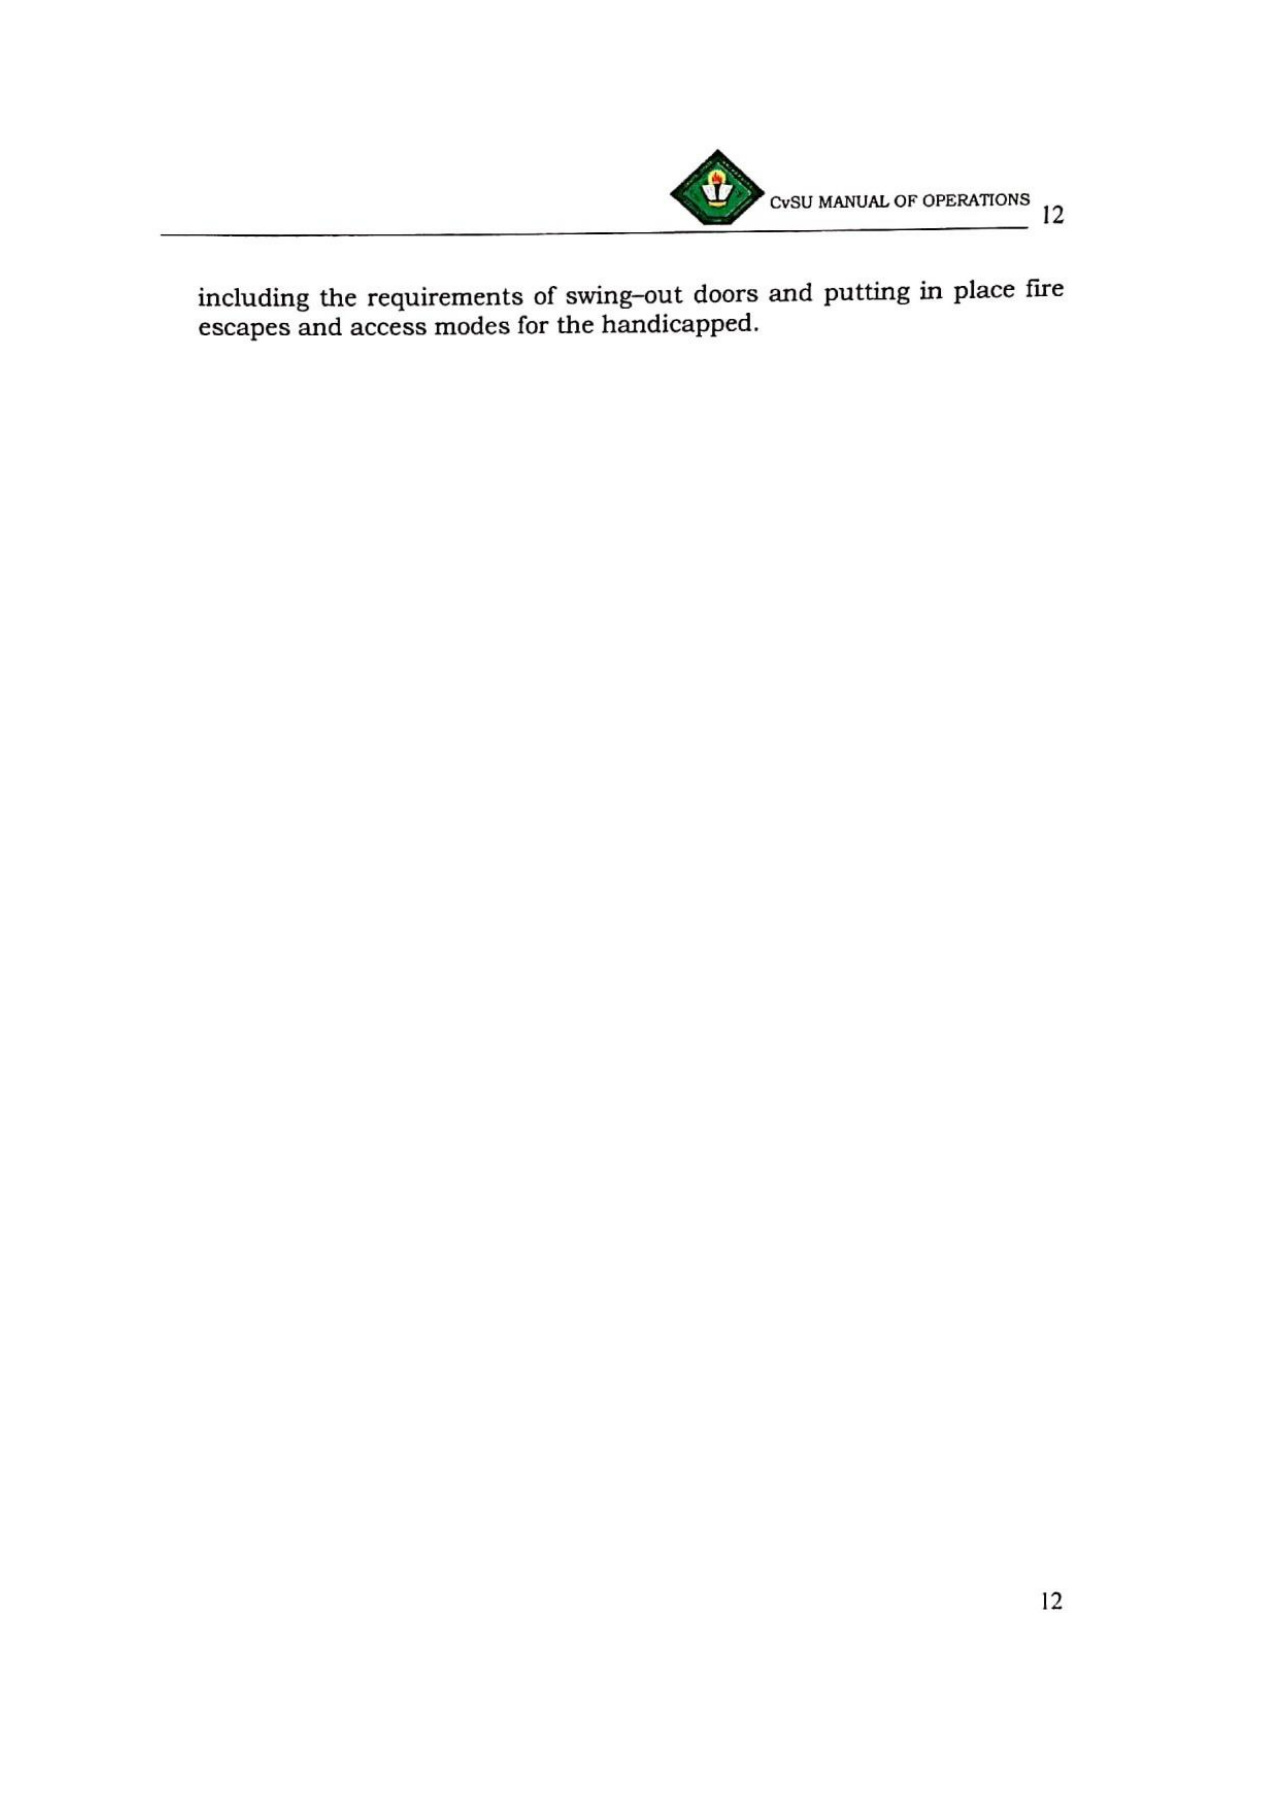 CvSU MANUAL OF OPERATIONS 12
including the requirements of swing–out doors and putting in place fire
escapes and access modes for the handicapped.
12